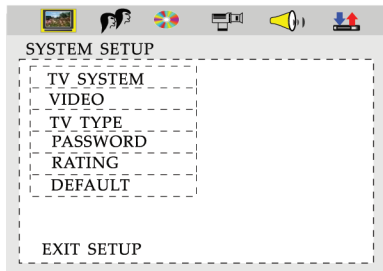 SYSTEM SETUP
TV SYSTEM
VIDEO
TV TYPE
PASSWORD
RATING
DEFAULT
EXIT SETUP